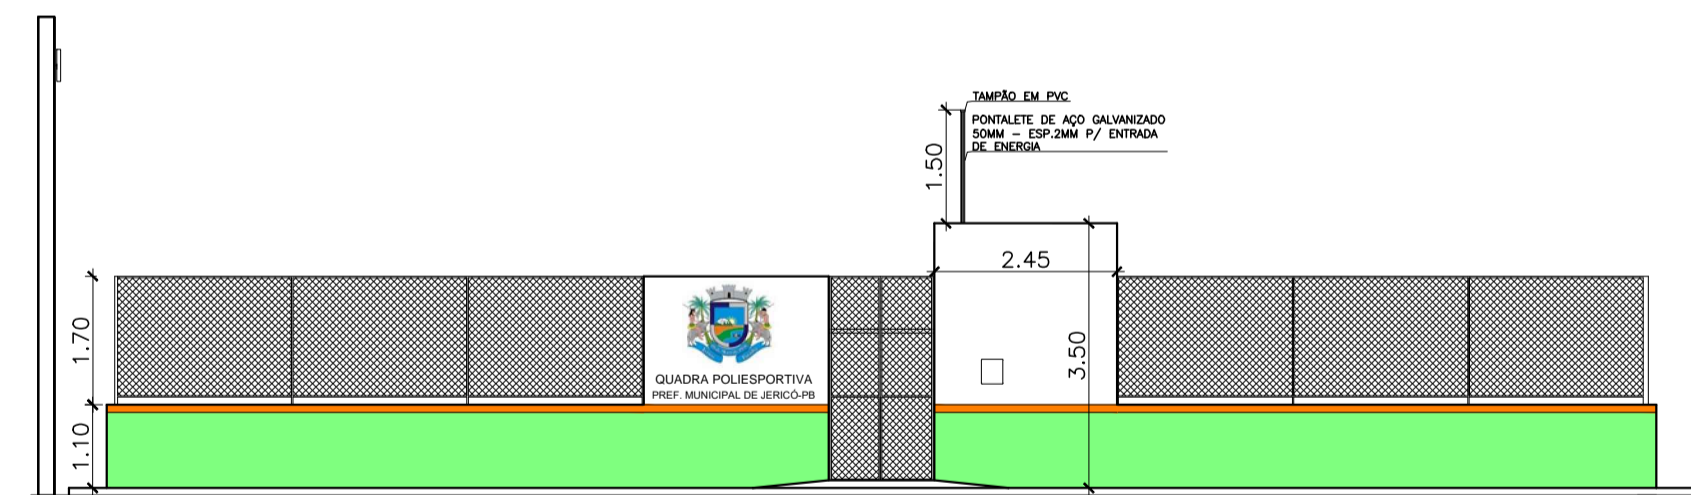 TAMPÃO EM PVC
PONTALETE DE AÇO GALVANIZADO
50MM – ESP.2MM P/ ENTRADA
DE ENERGIA
1.50
2.45
3.50
1.70
1.10
QUADRA POLIESPORTIVA
PREF. MUNICIPAL DE JERICÓ-PB